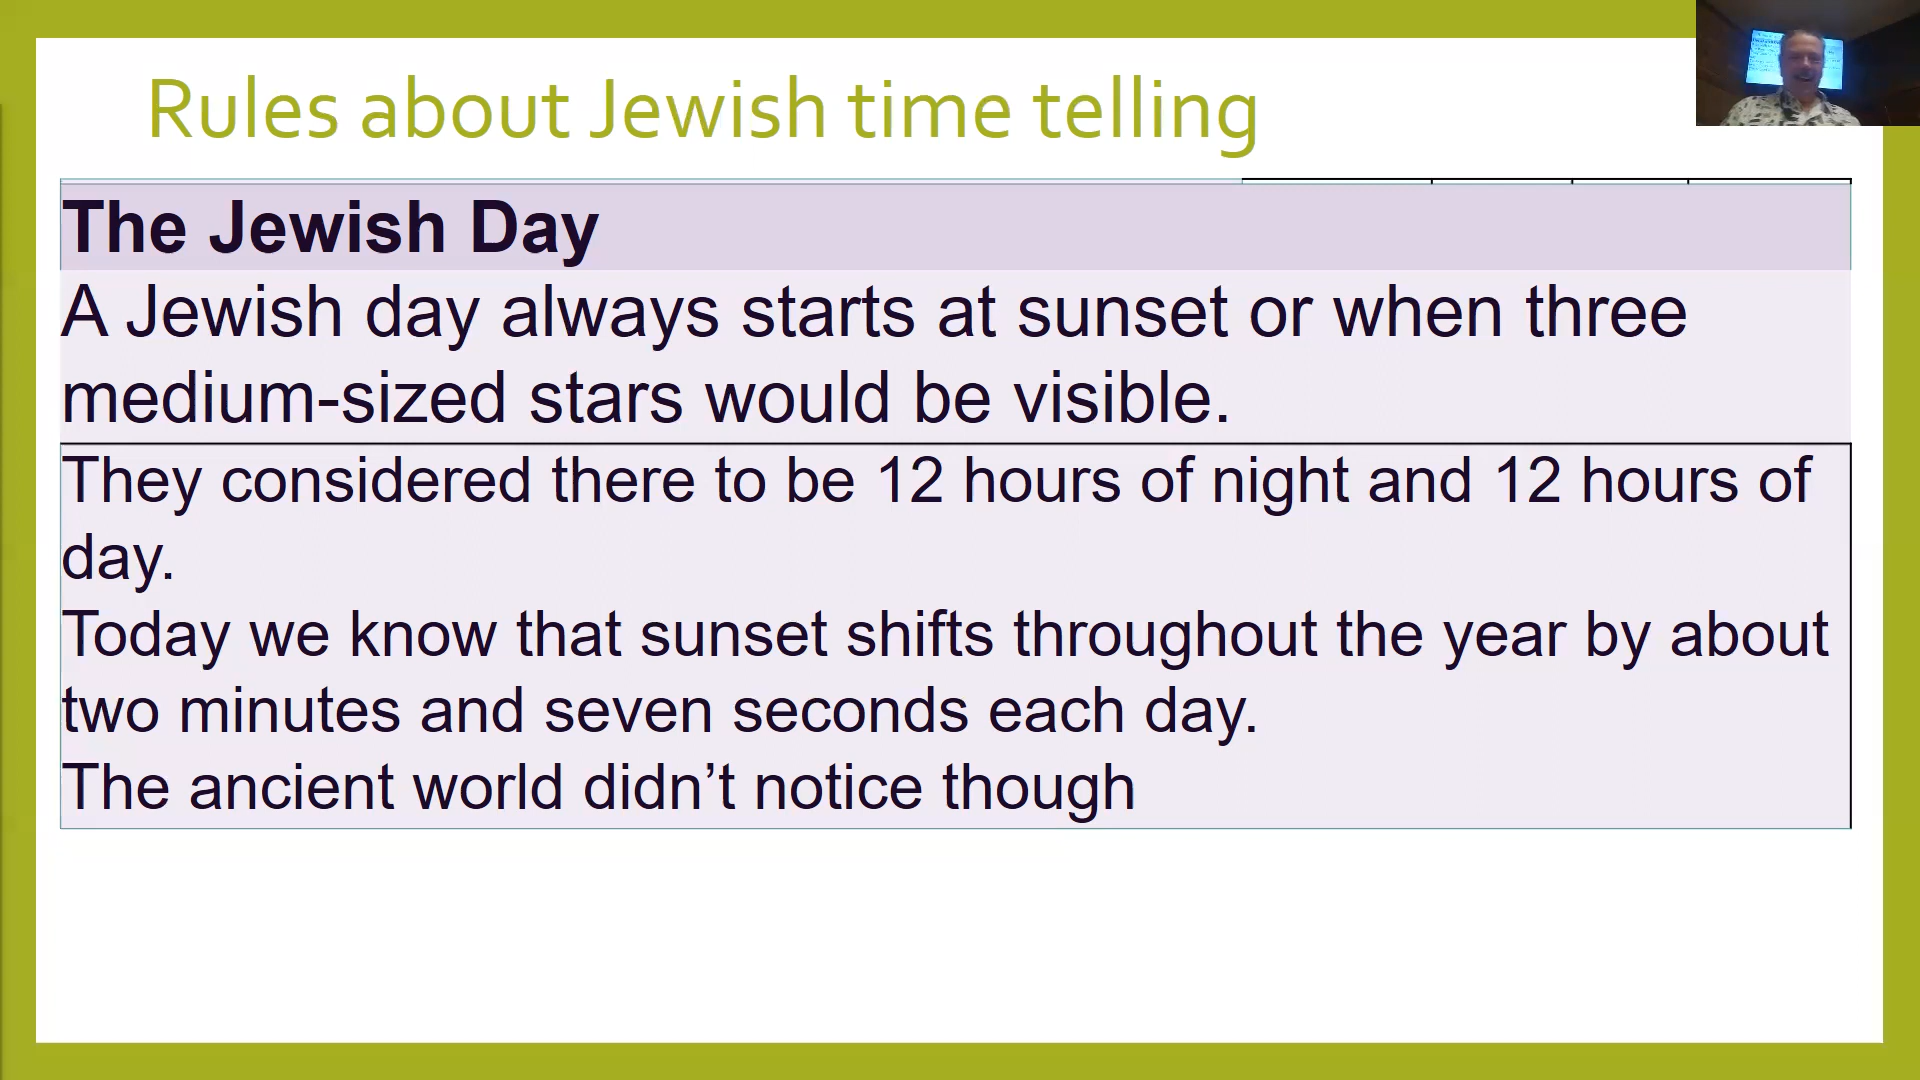 Rules about Jewish time telling
The Jewish Day
A Jewish day always starts at sunset or when three
medium-sized stars would be visible.
They considered there to be 12 hours of night and 12 hours of
day.
Today we know that sunset shifts throughout the year by about
two minutes and seven seconds each day.
The ancient world didn’t notice though